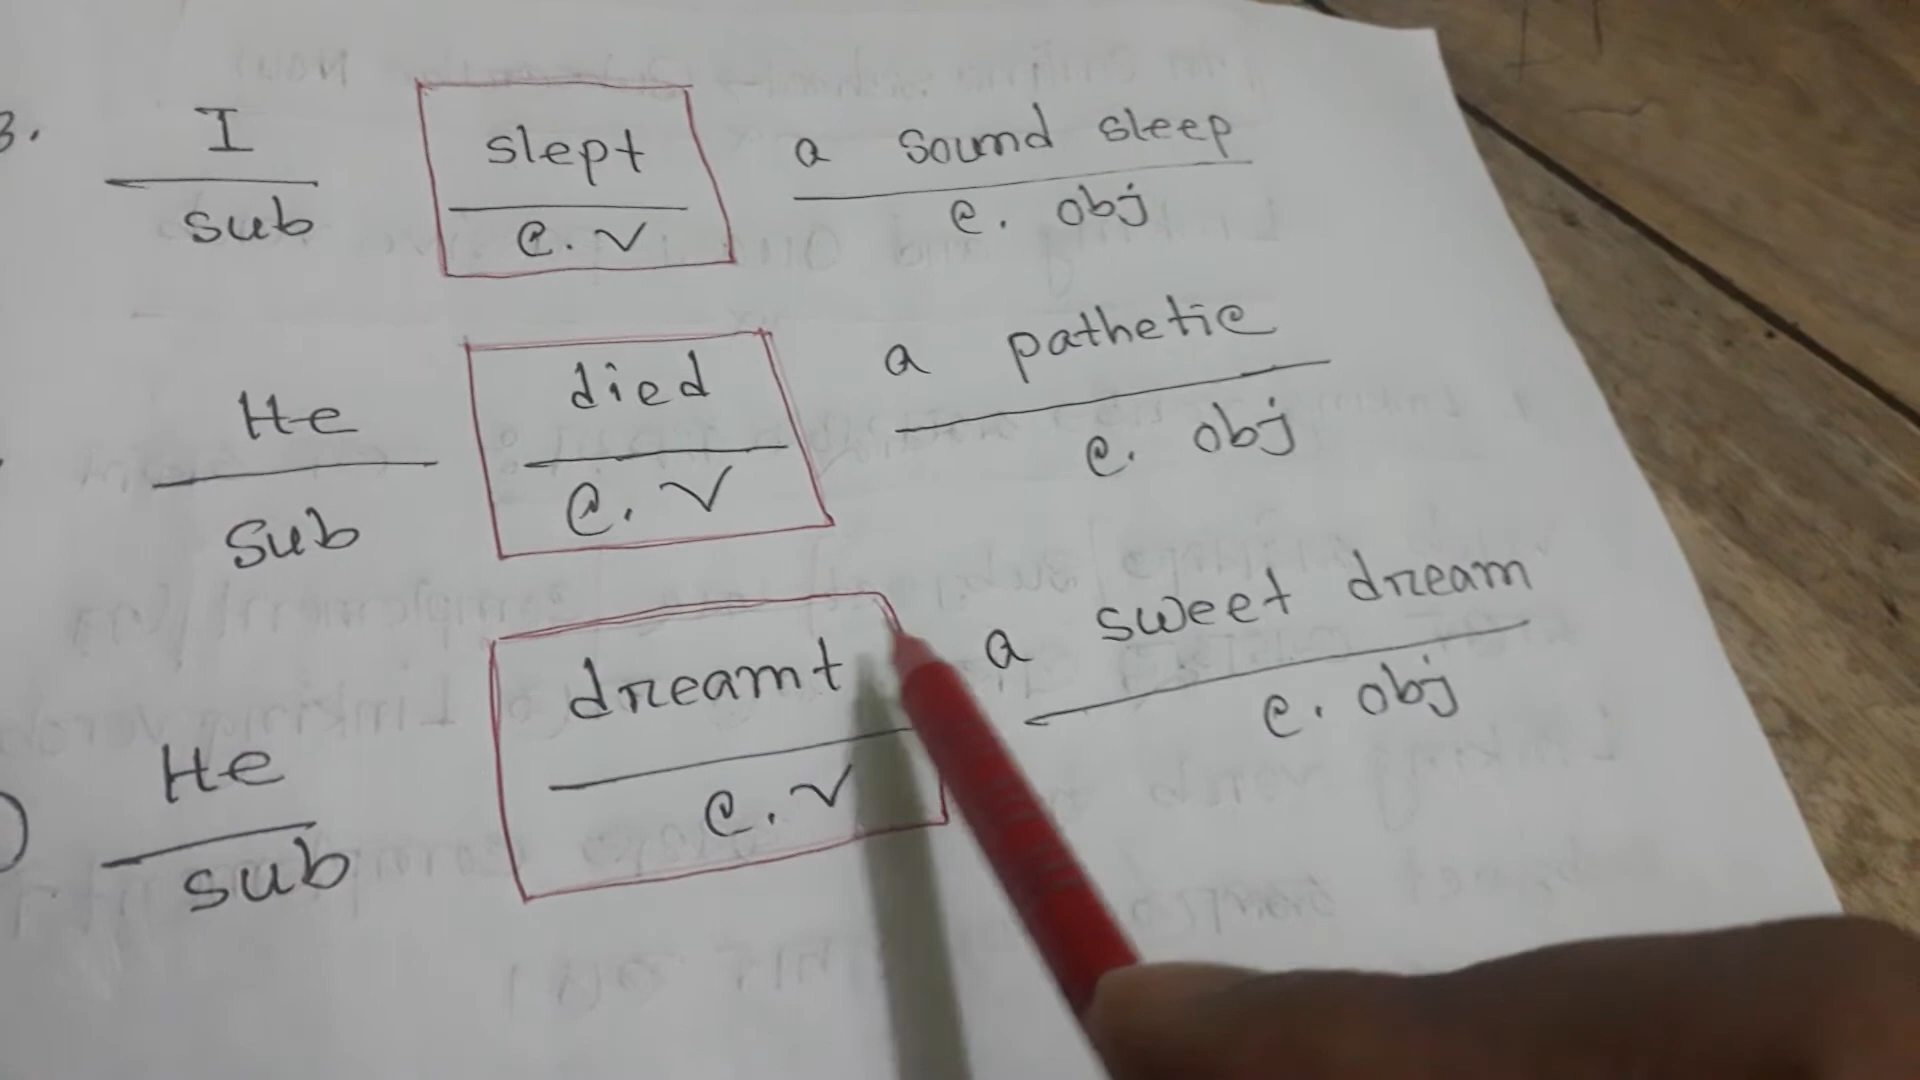 3. I slept a sound sleep
sub c.v c. obj
He died a pathetic
sub c.v c. obj
He dreamt a sweet dream
sub c.v c. obj